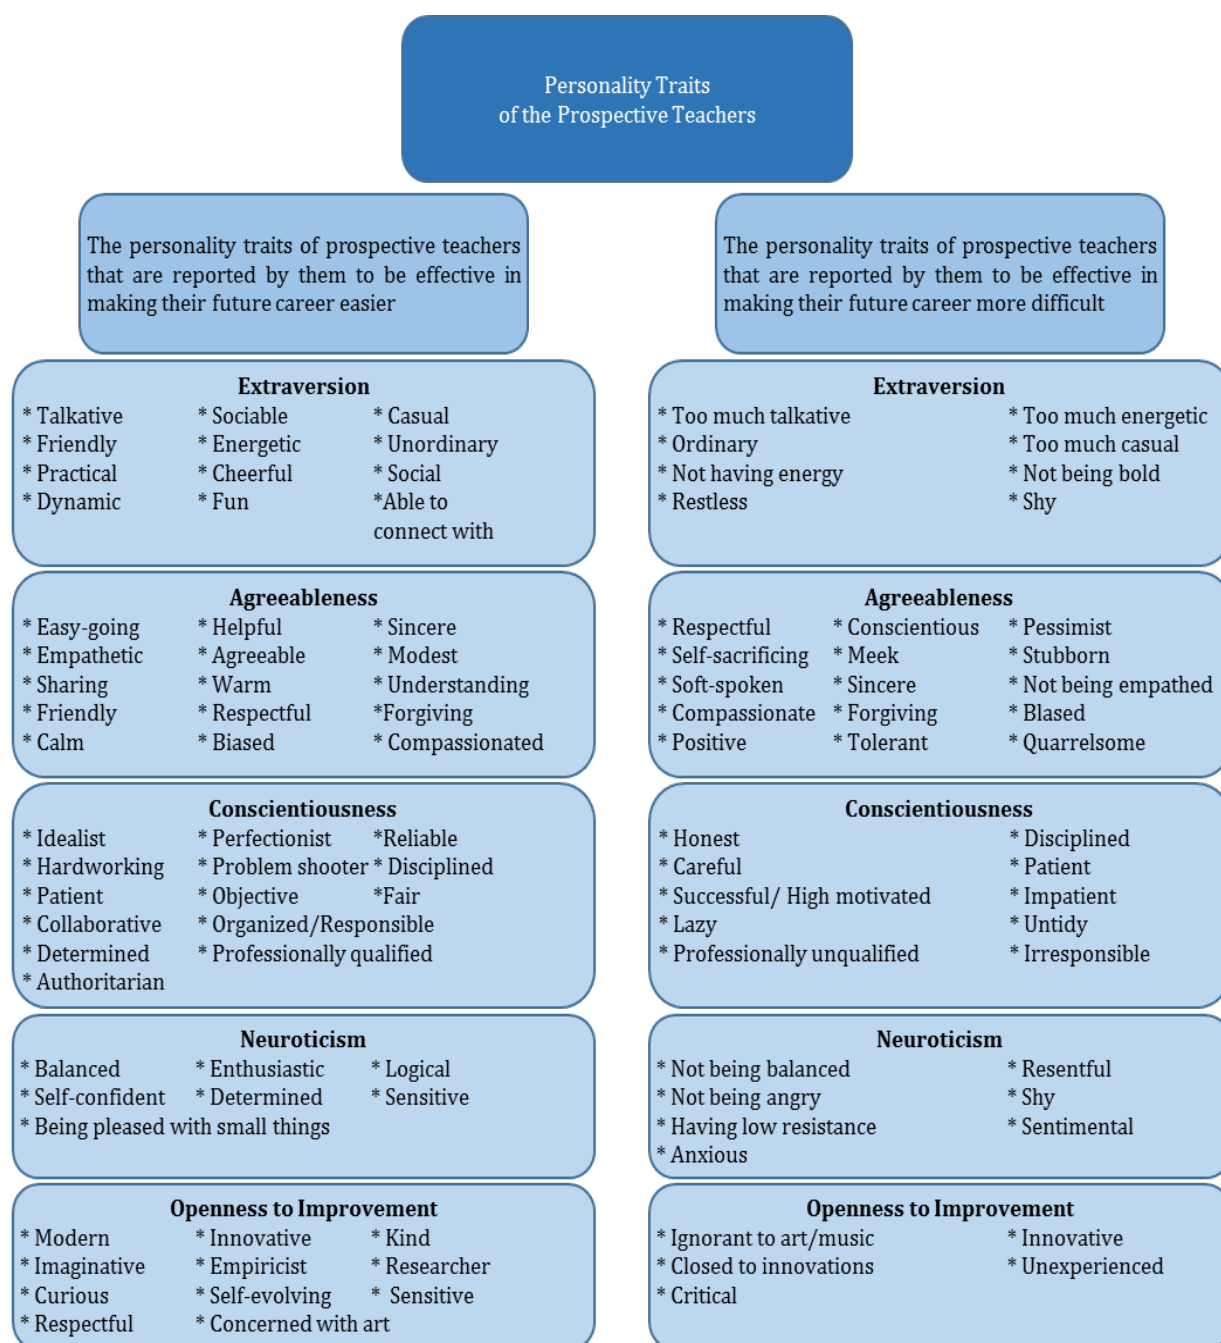 Personality Traits
of the Prospective Teachers
The personality traits of prospective teachers
that are reported by them to be effective in
making their future career easier
Extraversion
* Talkative * Sociable * Casual
* Friendly * Energetic * Unordinary
* Practical * Cheerful * Social
* Dynamic * Fun *Able to
connect with
Agreeableness
* Easy-going * Helpful * Sincere
* Empathetic * Agreeable * Modest
* Sharing * Warm * Understanding
* Friendly * Respectful *Forgiving
* Calm * Biased * Compassionated
Conscientiousness
* Idealist * Perfectionist *Reliable
* Hardworking * Problem shooter * Disciplined
* Patient * Objective *Fair
* Collaborative * Organized/Responsible
* Determined * Professionally qualified
* Authoritarian
Neuroticism
* Balanced * Enthusiastic * Logical
* Self-confident * Determined * Sensitive
* Being pleased with small things
Openness to Improvement
* Modern * Innovative * Kind
* Imaginative * Empiricist * Researcher
* Curious * Self-evolving * Sensitive
* Respectful * Concerned with art
The personality traits of prospective teachers
that are reported by them to be effective in
making their future career more difficult
Extraversion
* Too much talkative * Too much energetic
* Ordinary * Too much casual
* Not having energy * Not being bold
* Restless * Shy
Agreeableness
* Respectful * Conscientious * Pessimist
* Self-sacrificing * Meek * Stubborn
* Soft-spoken * Sincere * Not being empathed
* Compassionate * Forgiving * Blased
* Positive * Tolerant * Quarrelsome
Conscientiousness
* Honest * Disciplined
* Careful * Patient
* Successful/ High motivated * Impatient
* Lazy * Untidy
* Professionally unqualified * Irresponsible
Neuroticism
* Not being balanced * Resentful
* Not being angry * Shy
* Having low resistance * Sentimental
* Anxious
Openness to Improvement
* Ignorant to art/music * Innovative
* Closed to innovations * Unexperienced
* Critical